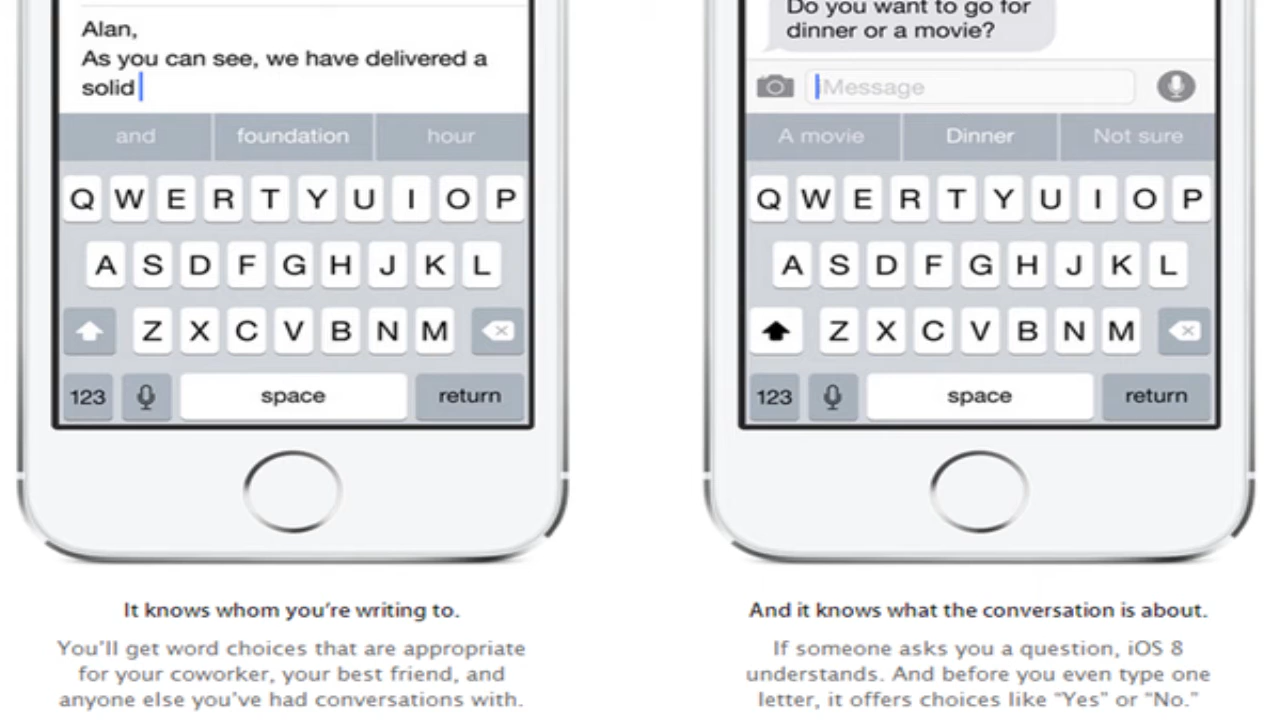 Alan,
As you can see, we have delivered a
solid
and foundation hour
Q W E R T Y U I O P
A S D F G H J K L
Z X C V B N M
123 space return
It knows whom you're writing to.
You'll get word choices that are appropriate
for your coworker, your best friend, and
anyone else you've had conversations with.
Do you want to go for
dinner or a movie?
iMessage
A movie Dinner Not sure
Q W E R T Y U I O P
A S D F G H J K L
Z X C V B N M
123 space return
And it knows what the conversation is about.
If someone asks you a question, iOS 8
understands. And before you even type one
letter, it offers choices like “Yes” or “No.”